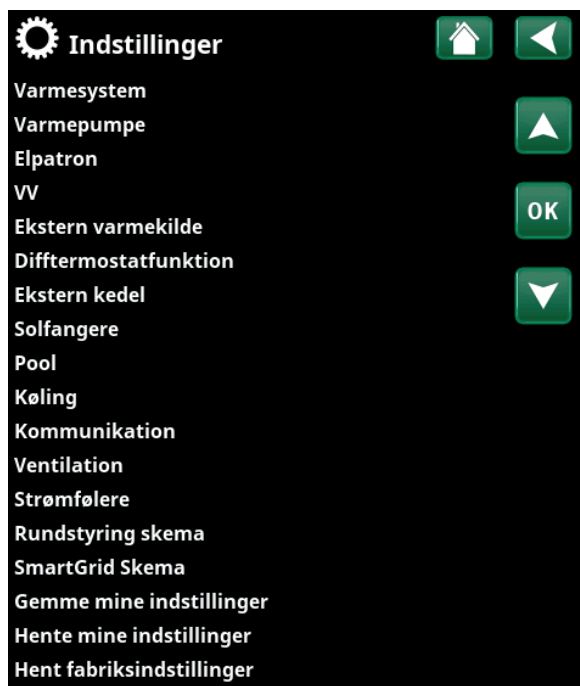 Indstillinger
Varmesystem
Varmepumpe
Elpatron
VV
OK
Ekstern varmekilde
Difftermostatfunktion
Ekstern kedel
Solfangere
Pool
Køling
Kommunikation
Ventilation
Strømfølere
Rundstyring skema
SmartGrid Skema
Gemme mine indstillinger
Hente mine indstillinger
Hent fabriksindstillinger